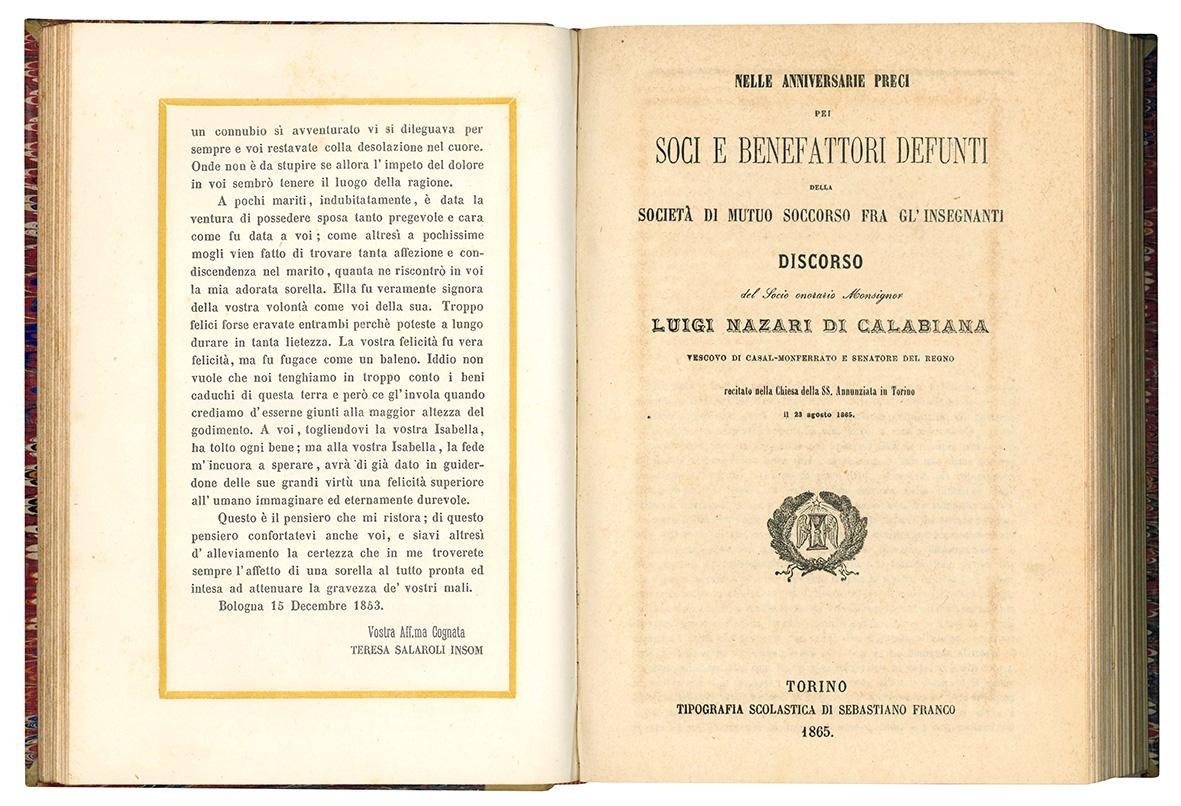 un connubio sì avventurato vi si dileguava per
sempre e voi restavate colla desolazione nel cuore.
Onde non è da stupire se allora l' impeto del dolore
in voi sembrò tenere il luogo della ragione.
A pochi mariti, indubitatamente, è data la
ventura di possedere sposa tanto pregevole e cara
come fu data a voi; come altresì a pochissime
mogli vien fatto di trovare tanta affezione e con-
discendenza nel marito, quanta ne riscontrò in voi
la mia adorata sorella. Ella fu veramente signora
della vostra volontà come voi della sua. Troppo
felici forse eravate entrambi perchè poteste a lungo
durare in tanta lietezza. La vostra felicità fu vera
felicità, ma fu fugace come un baleno. Iddio non
vuole che noi tenghiamo in troppo conto i beni
caduchi di questa terra e però ce gl' invola quando
crediamo d' esserne giunti alla maggior altezza del
godimento. A voi, togliendovi la vostra Isabella,
ha tolto ogni bene; ma alla vostra Isabella, la fede
m' incuora a sperare, avrà di già dato in guider-
done delle sue grandi virtù una felicità superiore
all' umano immaginare ed eternamente durevole.
Questo è il pensiero che mi ristora; di questo
pensiero confortatevi anche voi, e siavi altresì
d' alleviamento la certezza che in me troverete
sempre l' affetto di una sorella al tutto pronta ed
intesa ad attenuare la gravezza de' vostri mali.
Bologna 15 Decembre 1853.
Vostra Aff.ma Cognata
TERESA SALAROLI INSOM
NELLE ANNIVERSARIE PRECI
PEI
SOCI E BENEFATTORI DEFUNTI
DELLA
SOCIETÀ DI MUTUO SOCCORSO FRA GL' INSEGNANTI
DISCORSO
del Socio onorario Monsignor
LUIGI NAZARI DI CALABIANA
VESCOVO DI CASAL-MONFERRATO E SENATORE DEL REGNO
recitato nella Chiesa della SS. Annunziata in Torino
il 23 agosto 1865.
TORINO
TIPOGRAFIA SCOLASTICA DI SEBASTIANO FRANCO
1865.